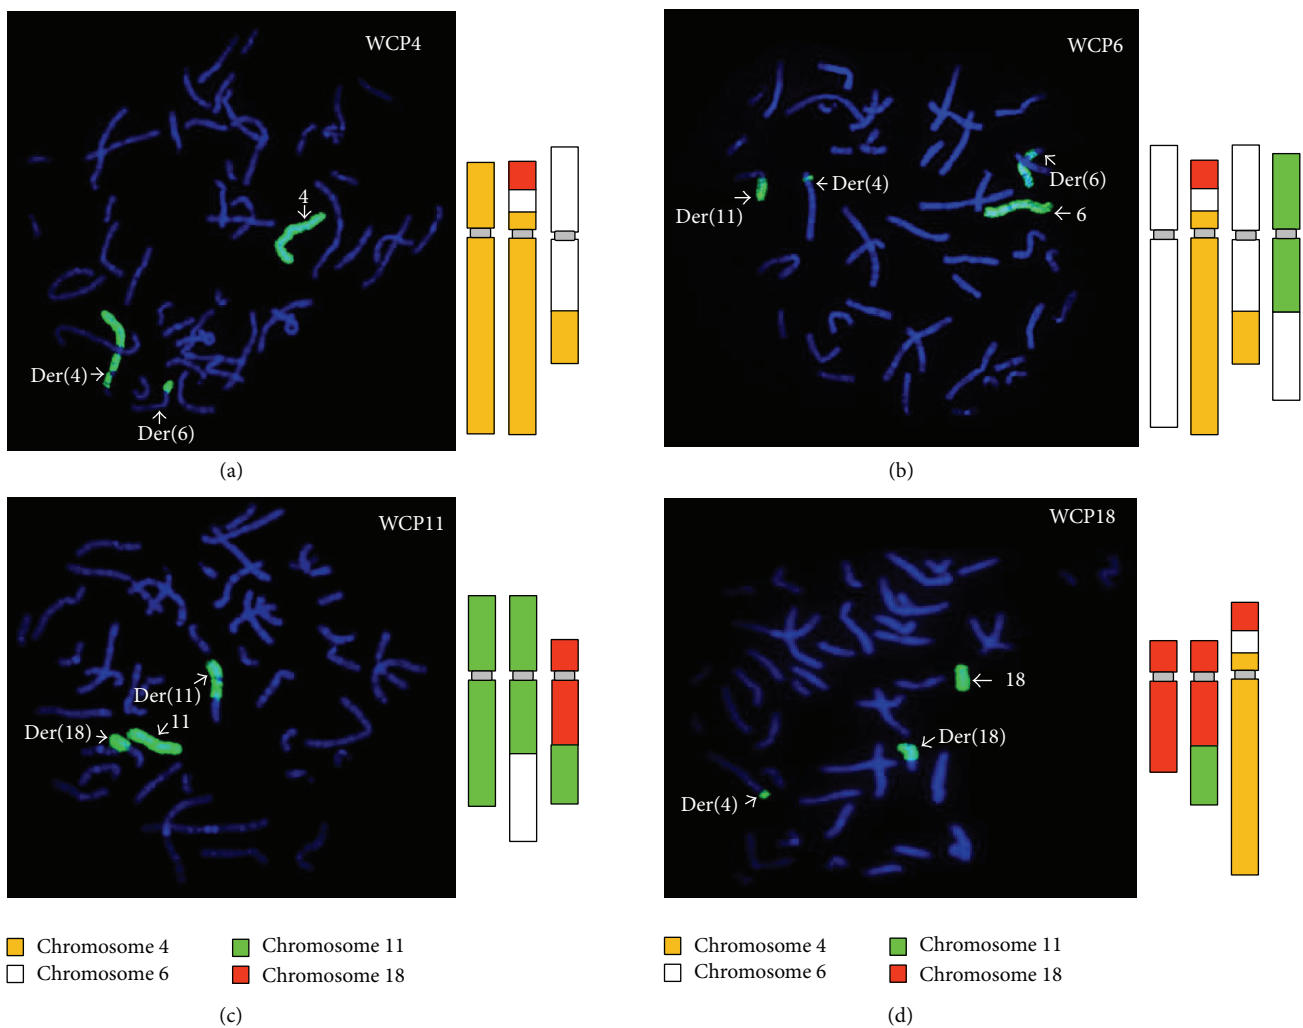 WCP4
4
Der(4)
Der(6)
(a)
WCP6
Der(6)
Der(11)
Der(4)
6
(b)
WCP11
Der(11)
Der(18)
11
Chromosome 4
Chromosome 11
Chromosome 6
Chromosome 18
(c)
WCP18
18
Der(18)
Der(4)
Chromosome 4
Chromosome 11
Chromosome 6
Chromosome 18
(d)